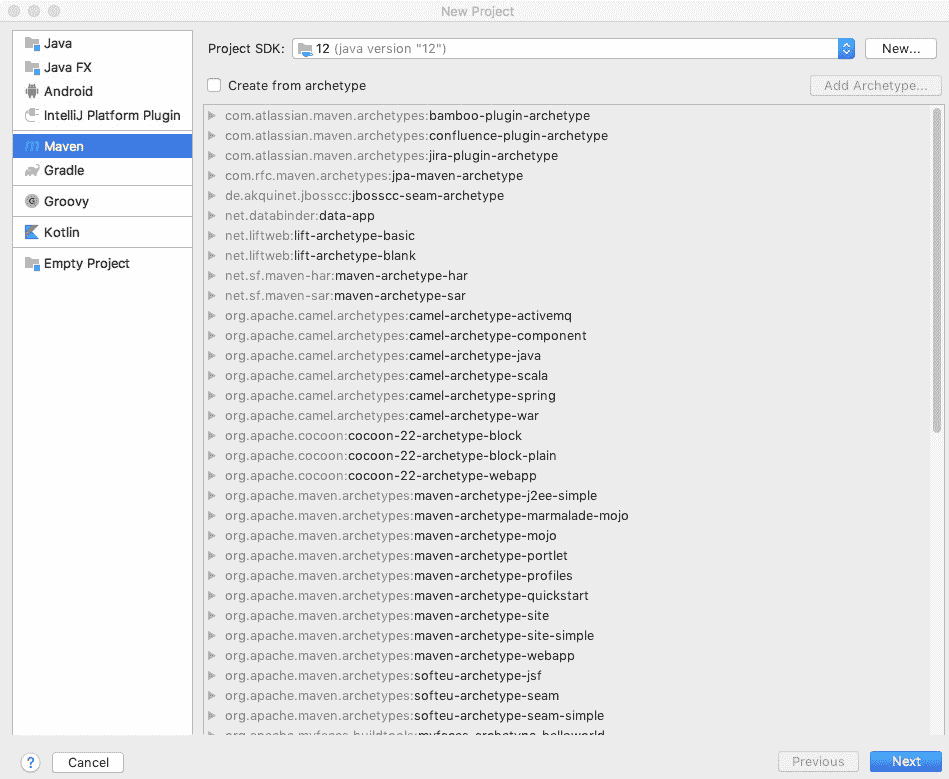 New Project
Java
Java FX
Android
IntelliJ Platform Plugin
Maven
Gradle
Groovy
Kotlin
Empty Project
Project SDK: 12 (java version "12") New...
Create from archetype Add Archetype...
com.atlassian.maven.archetypes:bamboo-plugin-archetype
com.atlassian.maven.archetypes:confluence-plugin-archetype
com.atlassian.maven.archetypes:jira-plugin-archetype
com.rfc.maven.archetypes:jpa-maven-archetype
de.akquinet.jbosscc:jbosscc-seam-archetype
net.databinder:data-app
net.liftweb:lift-archetype-basic
net.liftweb:lift-archetype-blank
net.sf.maven-har:maven-archetype-har
net.sf.maven-sar:maven-archetype-sar
org.apache.camel.archetypes:camel-archetype-activemq
org.apache.camel.archetypes:camel-archetype-component
org.apache.camel.archetypes:camel-archetype-java
org.apache.camel.archetypes:camel-archetype-scala
org.apache.camel.archetypes:camel-archetype-spring
org.apache.camel.archetypes:camel-archetype-war
org.apache.cocoon:cocoon-22-archetype-block
org.apache.cocoon:cocoon-22-archetype-block-plain
org.apache.cocoon:cocoon-22-archetype-webapp
org.apache.maven.archetypes:maven-archetype-j2ee-simple
org.apache.maven.archetypes:maven-archetype-marmalade-mojo
org.apache.maven.archetypes:maven-archetype-mojo
org.apache.maven.archetypes:maven-archetype-portlet
org.apache.maven.archetypes:maven-archetype-profiles
org.apache.maven.archetypes:maven-archetype-quickstart
org.apache.maven.archetypes:maven-archetype-site
org.apache.maven.archetypes:maven-archetype-site-simple
org.apache.maven.archetypes:maven-archetype-webapp
org.apache.maven.archetypes:softeu-archetype-jsf
org.apache.maven.archetypes:softeu-archetype-seam
org.apache.maven.archetypes:softeu-archetype-seam-simple
org.apache.myfaces.buildtools:myfaces-archetype-helloworld
? Cancel Previous Next